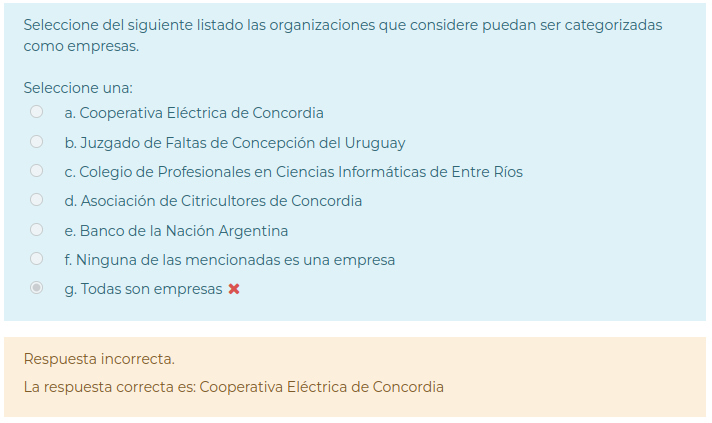 Seleccione del siguiente listado las organizaciones que considere puedan ser categorizadas
como empresas.
Seleccione una:
a. Cooperativa Eléctrica de Concordia
b. Juzgado de Faltas de Concepción del Uruguay
c. Colegio de Profesionales en Ciencias Informáticas de Entre Ríos
d. Asociación de Citricultores de Concordia
e. Banco de la Nación Argentina
f. Ninguna de las mencionadas es una empresa
g. Todas son empresas
Respuesta incorrecta.
La respuesta correcta es: Cooperativa Eléctrica de Concordia